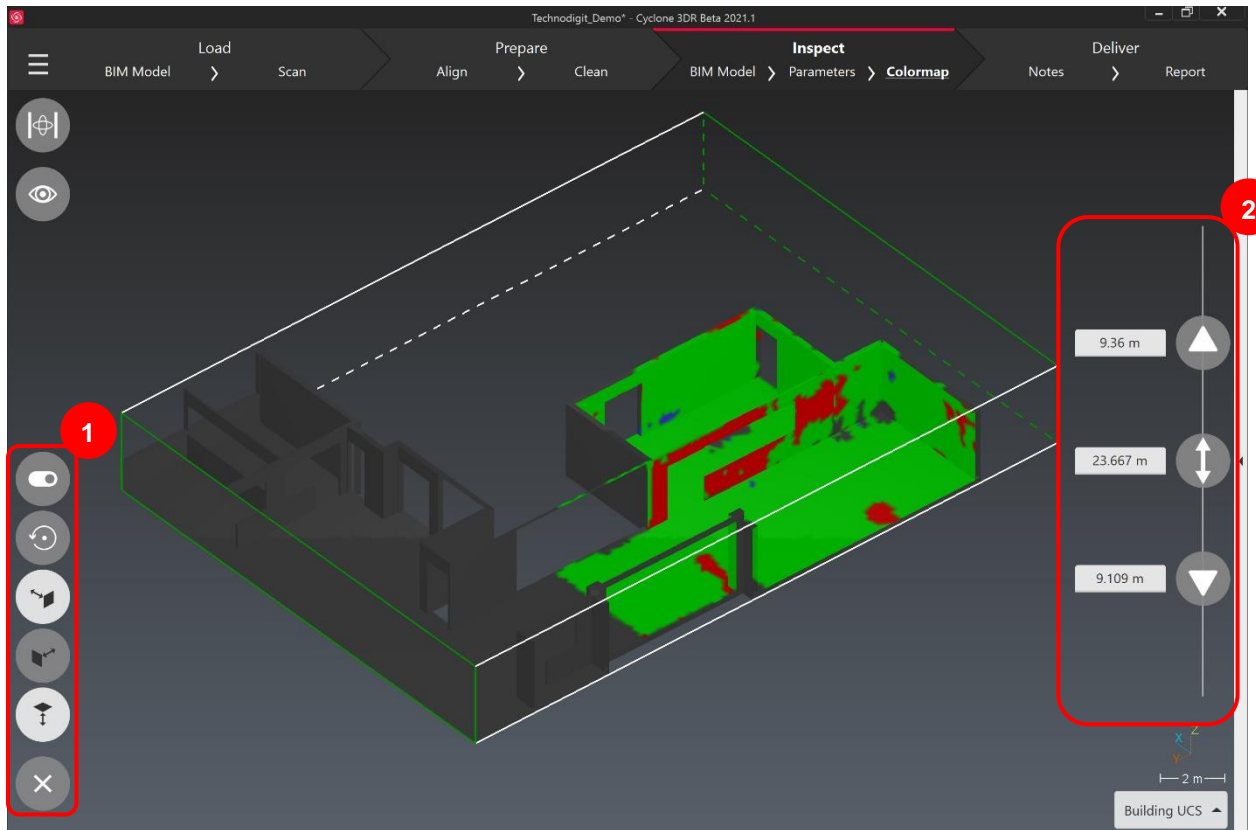 Technodigit_Demo* - Cyclone 3DR Beta 2021.1
Load
BIM Model
Scan
Prepare
Align
Clean
Inspect
BIM Model
Parameters
Colormap
Deliver
Notes
Report
2
9.36 m
1
23.667 m
9.109 m
X
Z
Y
2 m
Building UCS